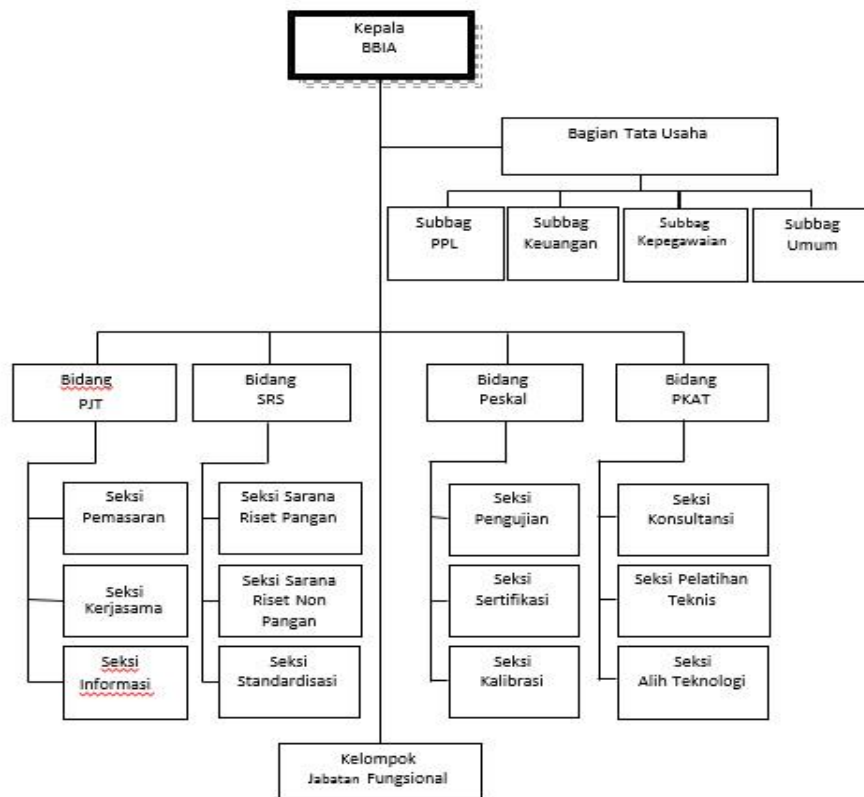 Kepala
BBIA
Bagian Tata Usaha
Subbag
PPL
Subbag
Keuangan
Subbag
Kepegawaian
Subbag
Umum
Bidang
PJT
Bidang
SRS
Bidang
Peskal
Bidang
PKAT
Seksi
Pemasaran
Seksi Sarana
Riset Pangan
Seksi
Pengujian
Seksi
Konsultansi
Seksi
Kerjasama
Seksi Sarana
Riset Non
Pangan
Seksi
Sertifikasi
Seksi Pelatihan
Teknis
Seksi
Informasi
Seksi
Standardisasi
Seksi
Kalibrasi
Seksi
Alih Teknologi
Kelompok
Jabatan Fungsional